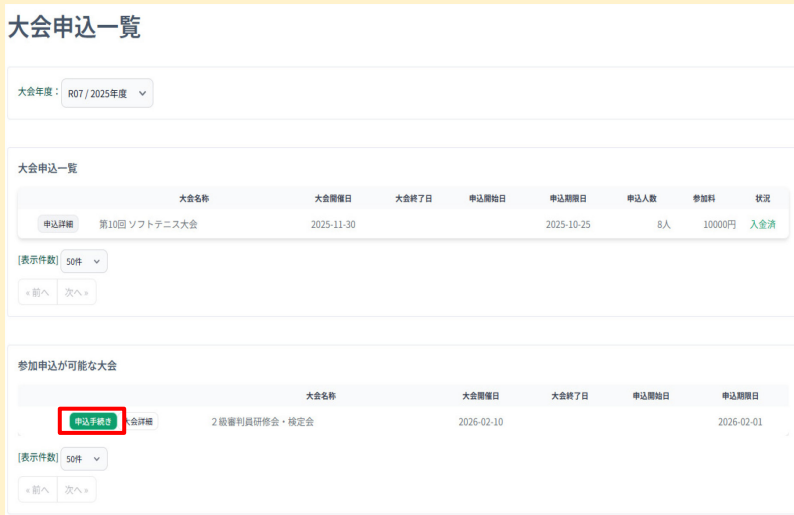 大会申込一覧
大会年度： R07 / 2025年度
大会申込一覧
大会名称 大会開催日 大会終了日 申込開始日 申込期限日 申込人数 参加料 状況
申込詳細 第10回 ソフトテニス大会 2025-11-30 2025-10-25 8人 10000円 入金済
[表示件数] 50件
« 前へ 次へ »
参加申込が可能な大会
大会名称 大会開催日 大会終了日 申込開始日 申込期限日
申込手続き 大会詳細 2級審判員研修会・検定会 2026-02-10 2026-02-01
[表示件数] 50件
« 前へ 次へ »